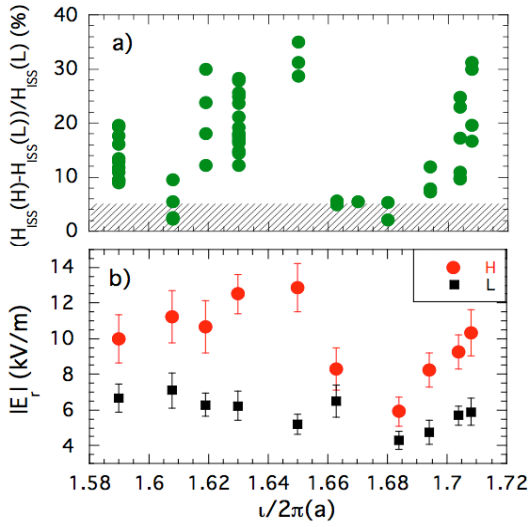 (H_ISS(H)-H_ISS(L))/H_ISS(L) (%)
40
30
20
10
0
a)
|E_r| (kV/m)
14
12
10
8
6
4
b)
H
L
1.58 1.6 1.62 1.64 1.66 1.68 1.7 1.72
ι/2π(a)